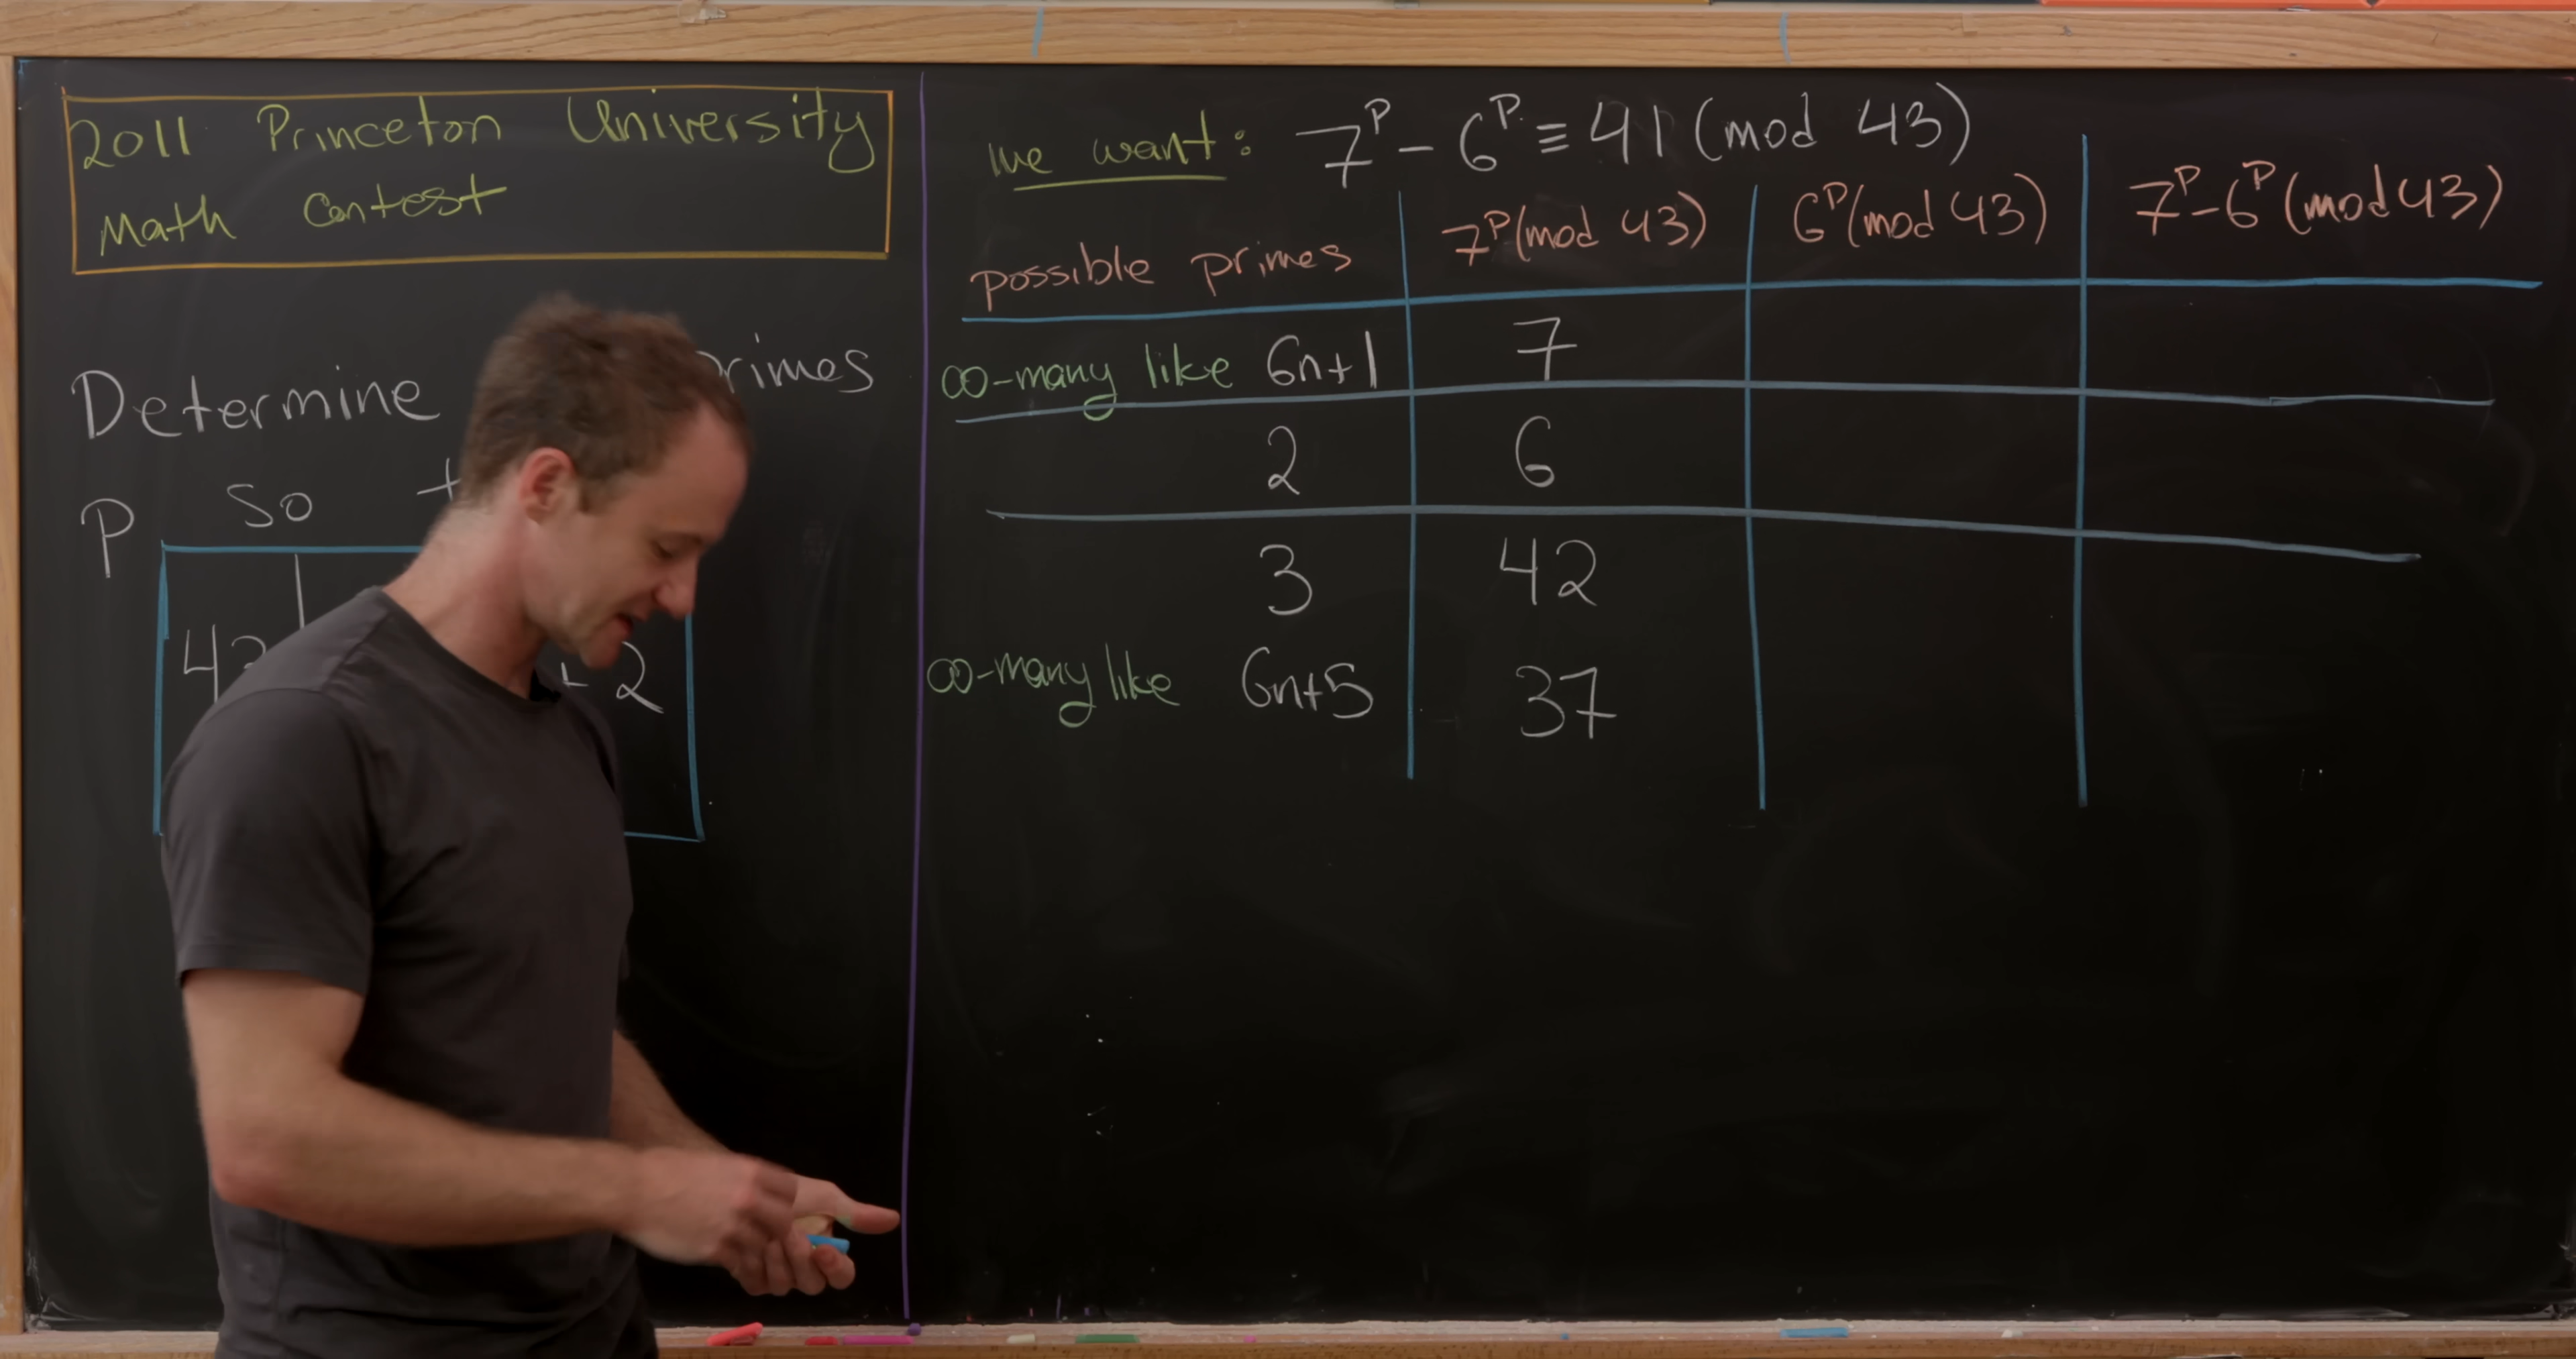 2011 Princeton University
Math Contest
Determine
P so
43
+2
we want: 7^P - 6^P ≡ 41 (mod 43)
possible primes 7^P (mod 43) 6^P (mod 43) 7^P - 6^P (mod 43)
∞-many like 6n+1 7
2 6
3 42
∞-many like 6n+5 37